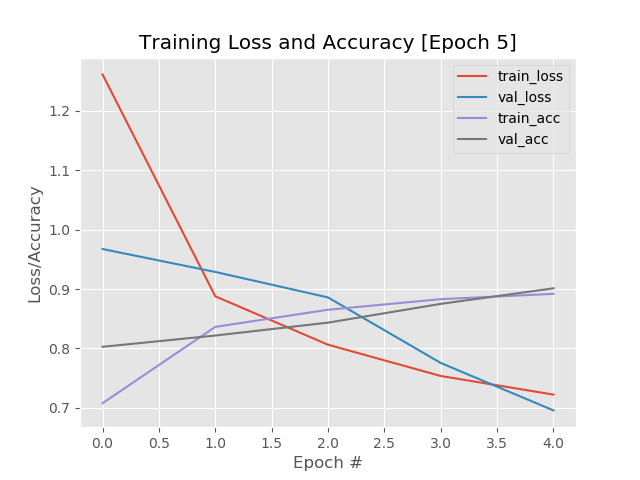 Training Loss and Accuracy [Epoch 5]
train_loss
val_loss
train_acc
val_acc
Loss/Accuracy
1.2
1.1
1.0
0.9
0.8
0.7
0.0 0.5 1.0 1.5 2.0 2.5 3.0 3.5 4.0
Epoch #